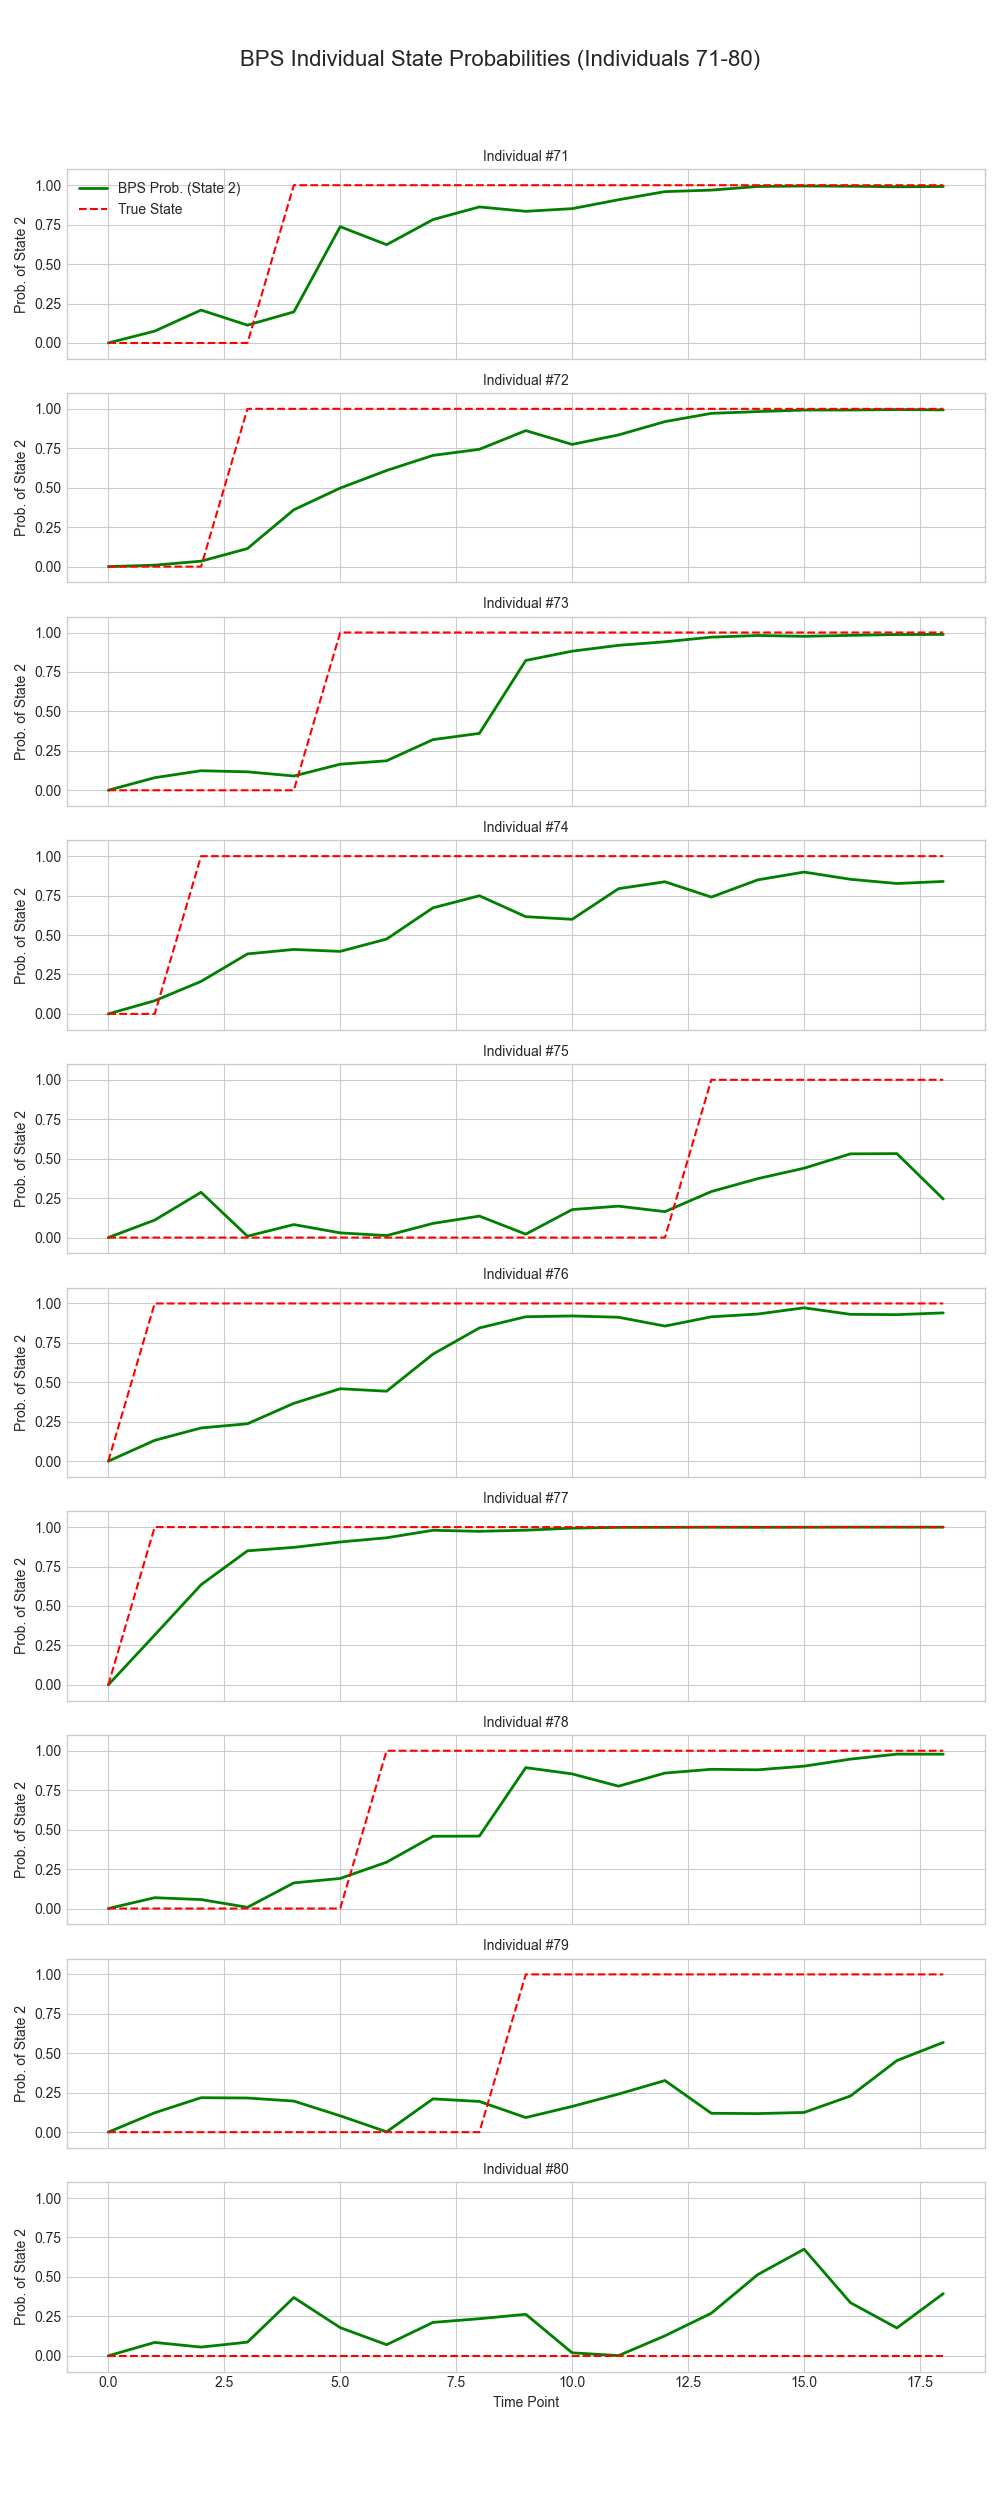 BPS Individual State Probabilities (Individuals 71-80)
Individual #71
BPS Prob. (State 2)
True State
Prob. of State 2
1.00
0.75
0.50
0.25
0.00
Individual #72
Prob. of State 2
1.00
0.75
0.50
0.25
0.00
Individual #73
Prob. of State 2
1.00
0.75
0.50
0.25
0.00
Individual #74
Prob. of State 2
1.00
0.75
0.50
0.25
0.00
Individual #75
Prob. of State 2
1.00
0.75
0.50
0.25
0.00
Individual #76
Prob. of State 2
1.00
0.75
0.50
0.25
0.00
Individual #77
Prob. of State 2
1.00
0.75
0.50
0.25
0.00
Individual #78
Prob. of State 2
1.00
0.75
0.50
0.25
0.00
Individual #79
Prob. of State 2
1.00
0.75
0.50
0.25
0.00
Individual #80
Prob. of State 2
1.00
0.75
0.50
0.25
0.00
0.0 2.5 5.0 7.5 10.0 12.5 15.0 17.5
Time Point